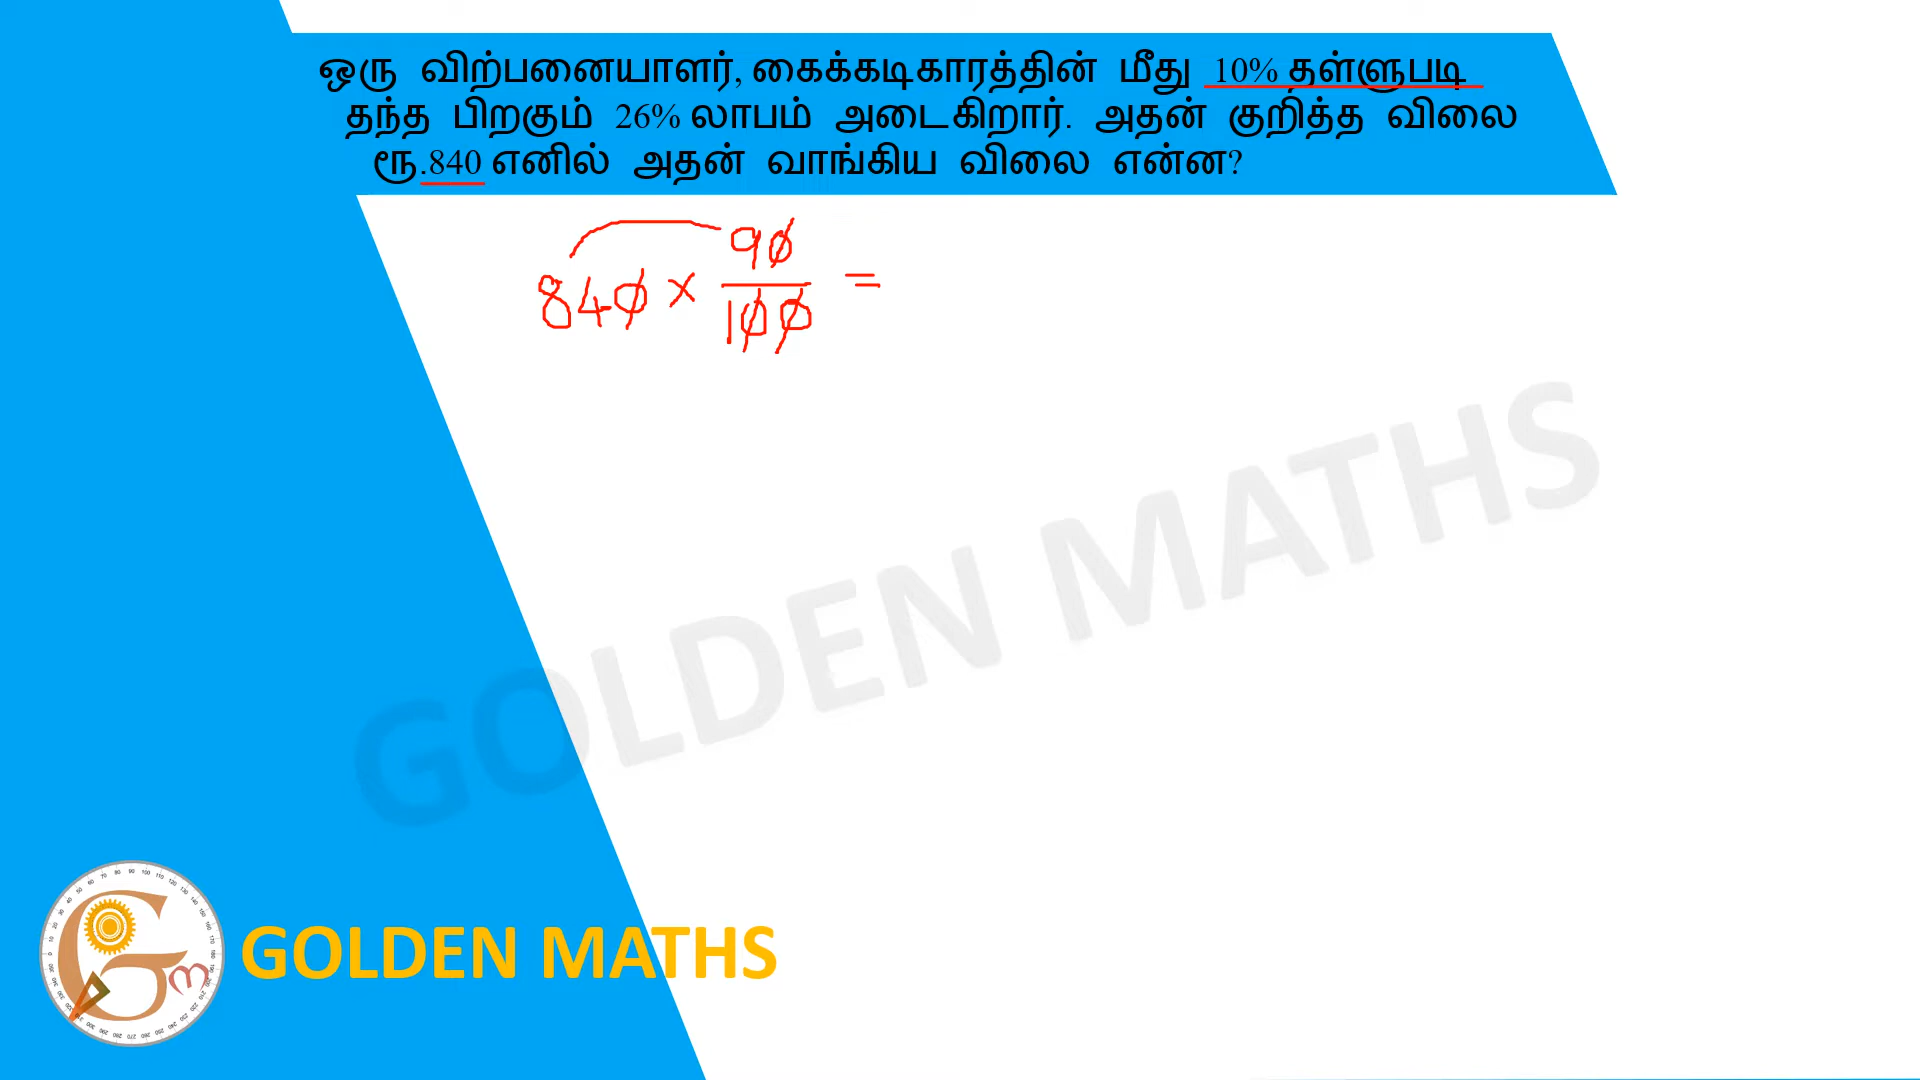 ஒரு விற்பனையாளர், கைக்கடிகாரத்தின் மீது 10% தள்ளுபடி
தந்த பிறகும் 26% லாபம் அடைகிறார். அதன் குறித்த விலை
ரூ.840 எனில் அதன் வாங்கிய விலை என்ன?
840 × 90/100 =
GOLDEN MATHS
GOLDEN MATHS